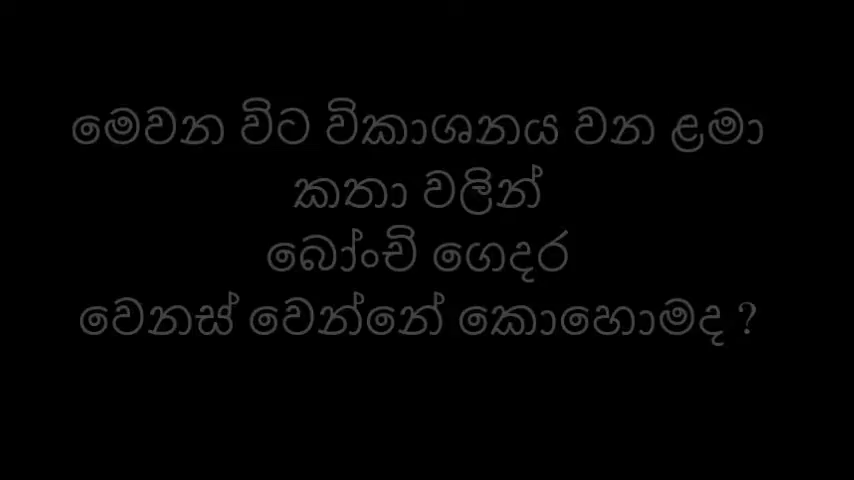 මෙවන විට විකාශනය වන ළමා
කතා වලින්
බෝංචි ගෙදර
වෙනස් වෙන්නේ කොහොමද ?